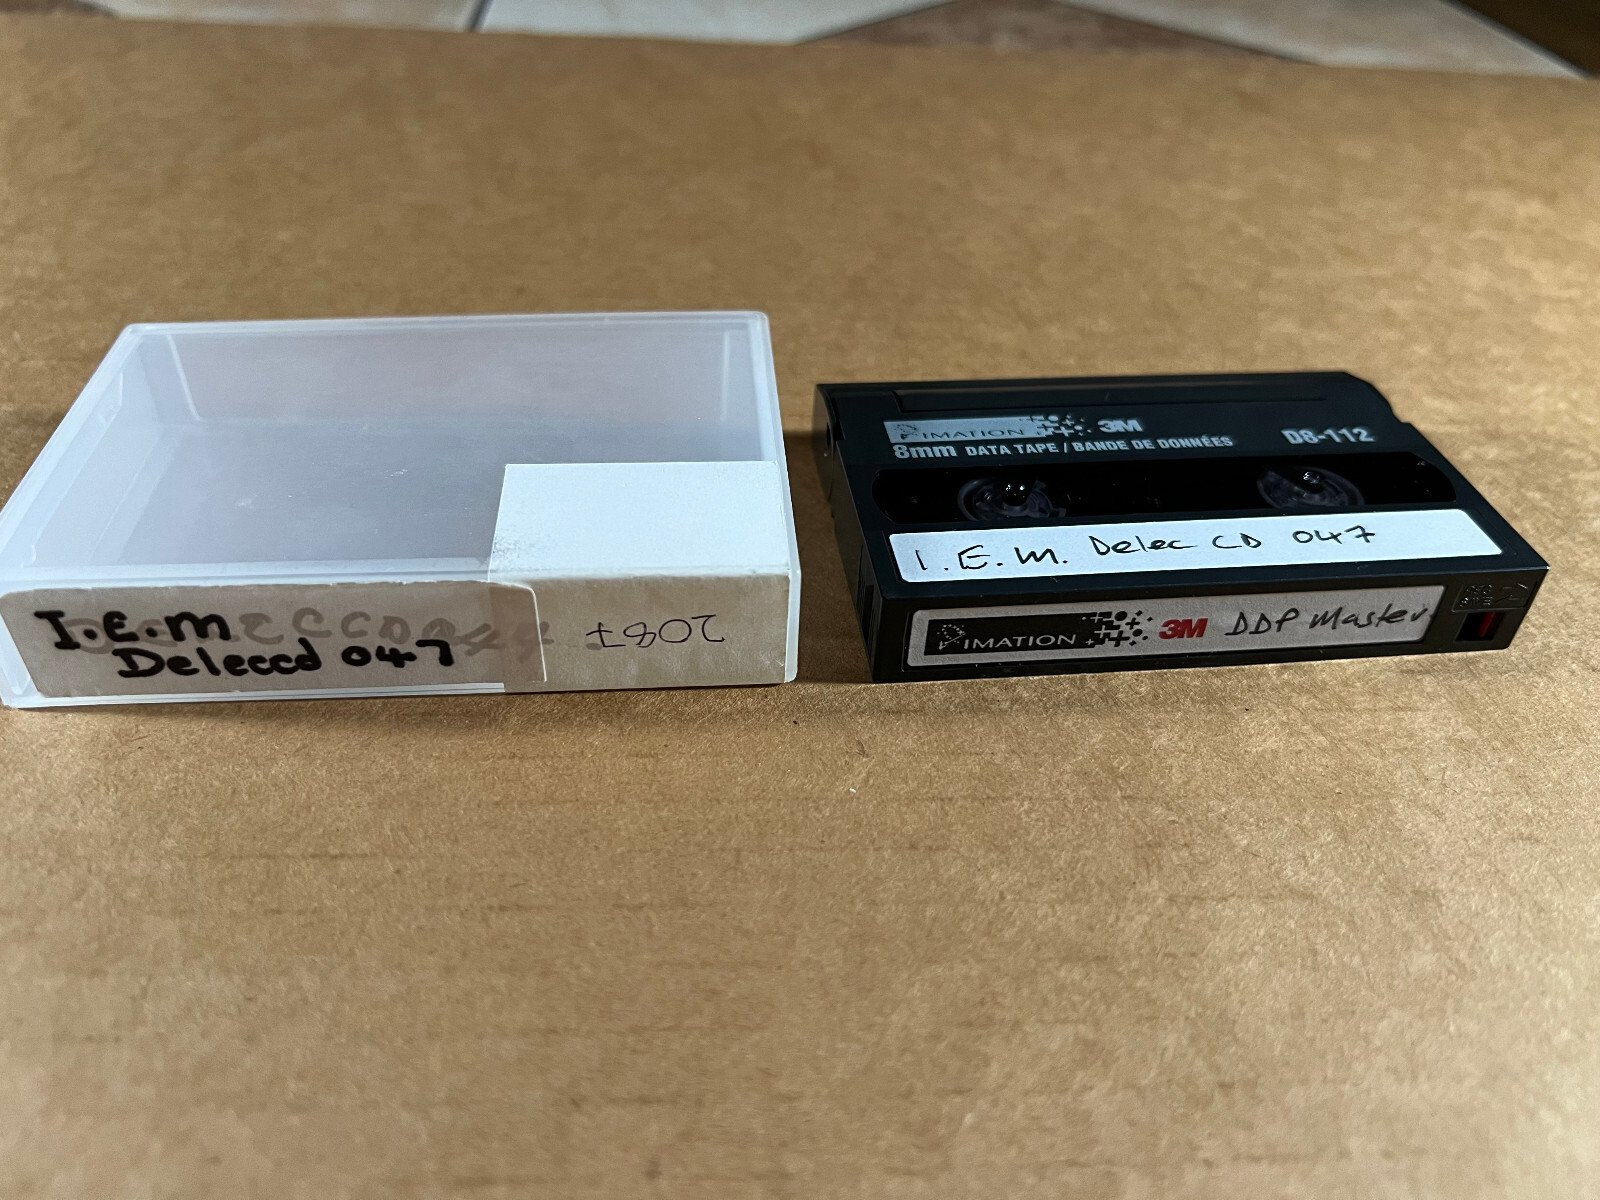 I.E.M
Deleccd 047
2087
IMATION 3M
8mm DATA TAPE / BANDE DE DONNÉES
D8-112
I.E.M. Delec CD 047
IMATION 3M DDP Master